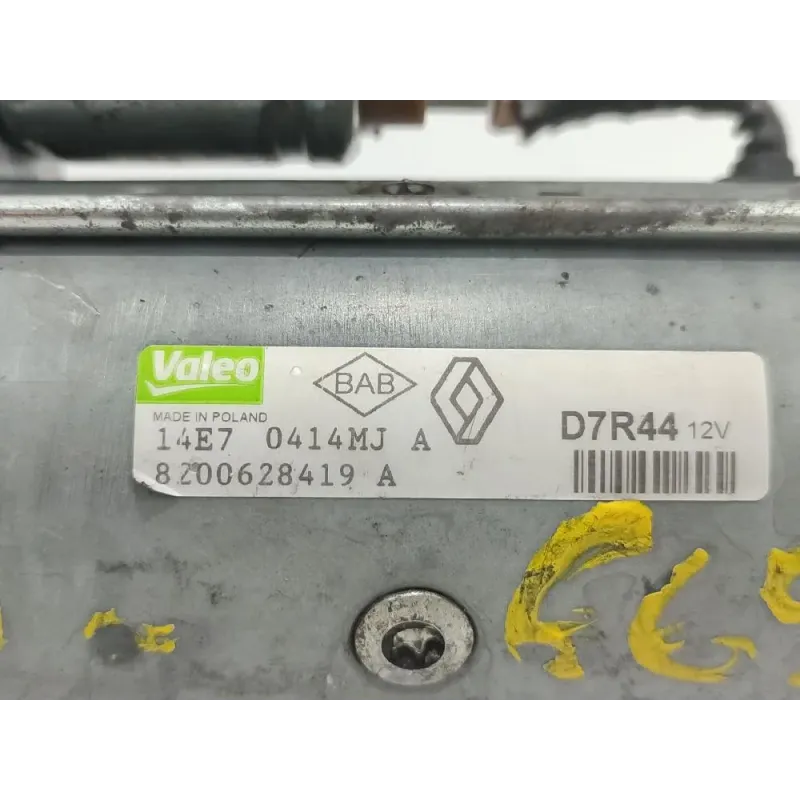 Valeo
BAB
MADE IN POLAND
14E7 0414MJ A
8200628419 A
D7R44 12V